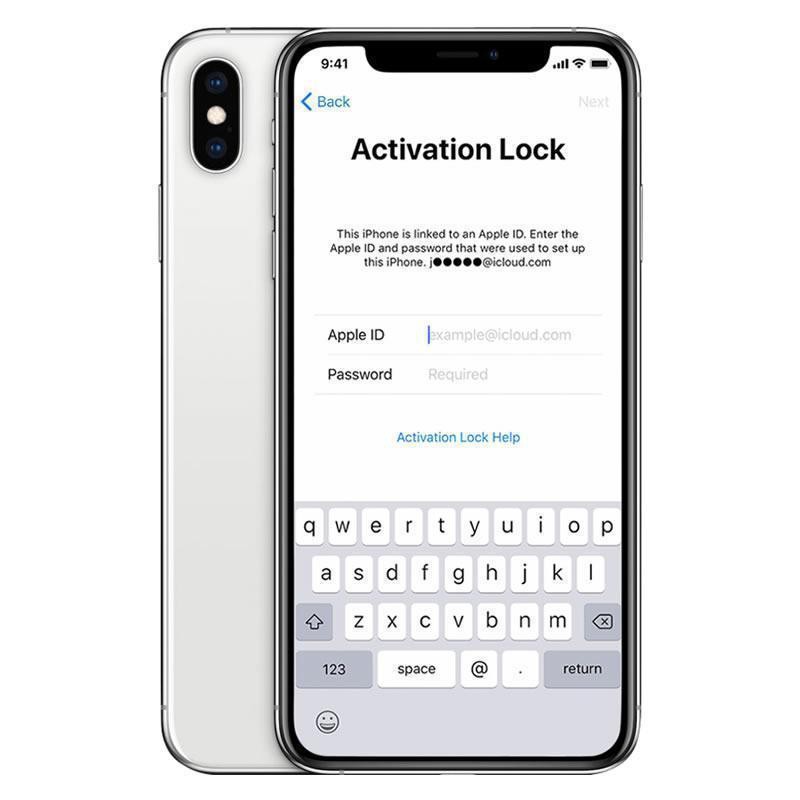 9:41
Back Next
Activation Lock
This iPhone is linked to an Apple ID. Enter the
Apple ID and password that were used to set up
this iPhone. j●●●●●@icloud.com
Apple ID example@icloud.com
Password Required
Activation Lock Help
q w e r t y u i o p
a s d f g h j k l
z x c v b n m
123 space @ . return